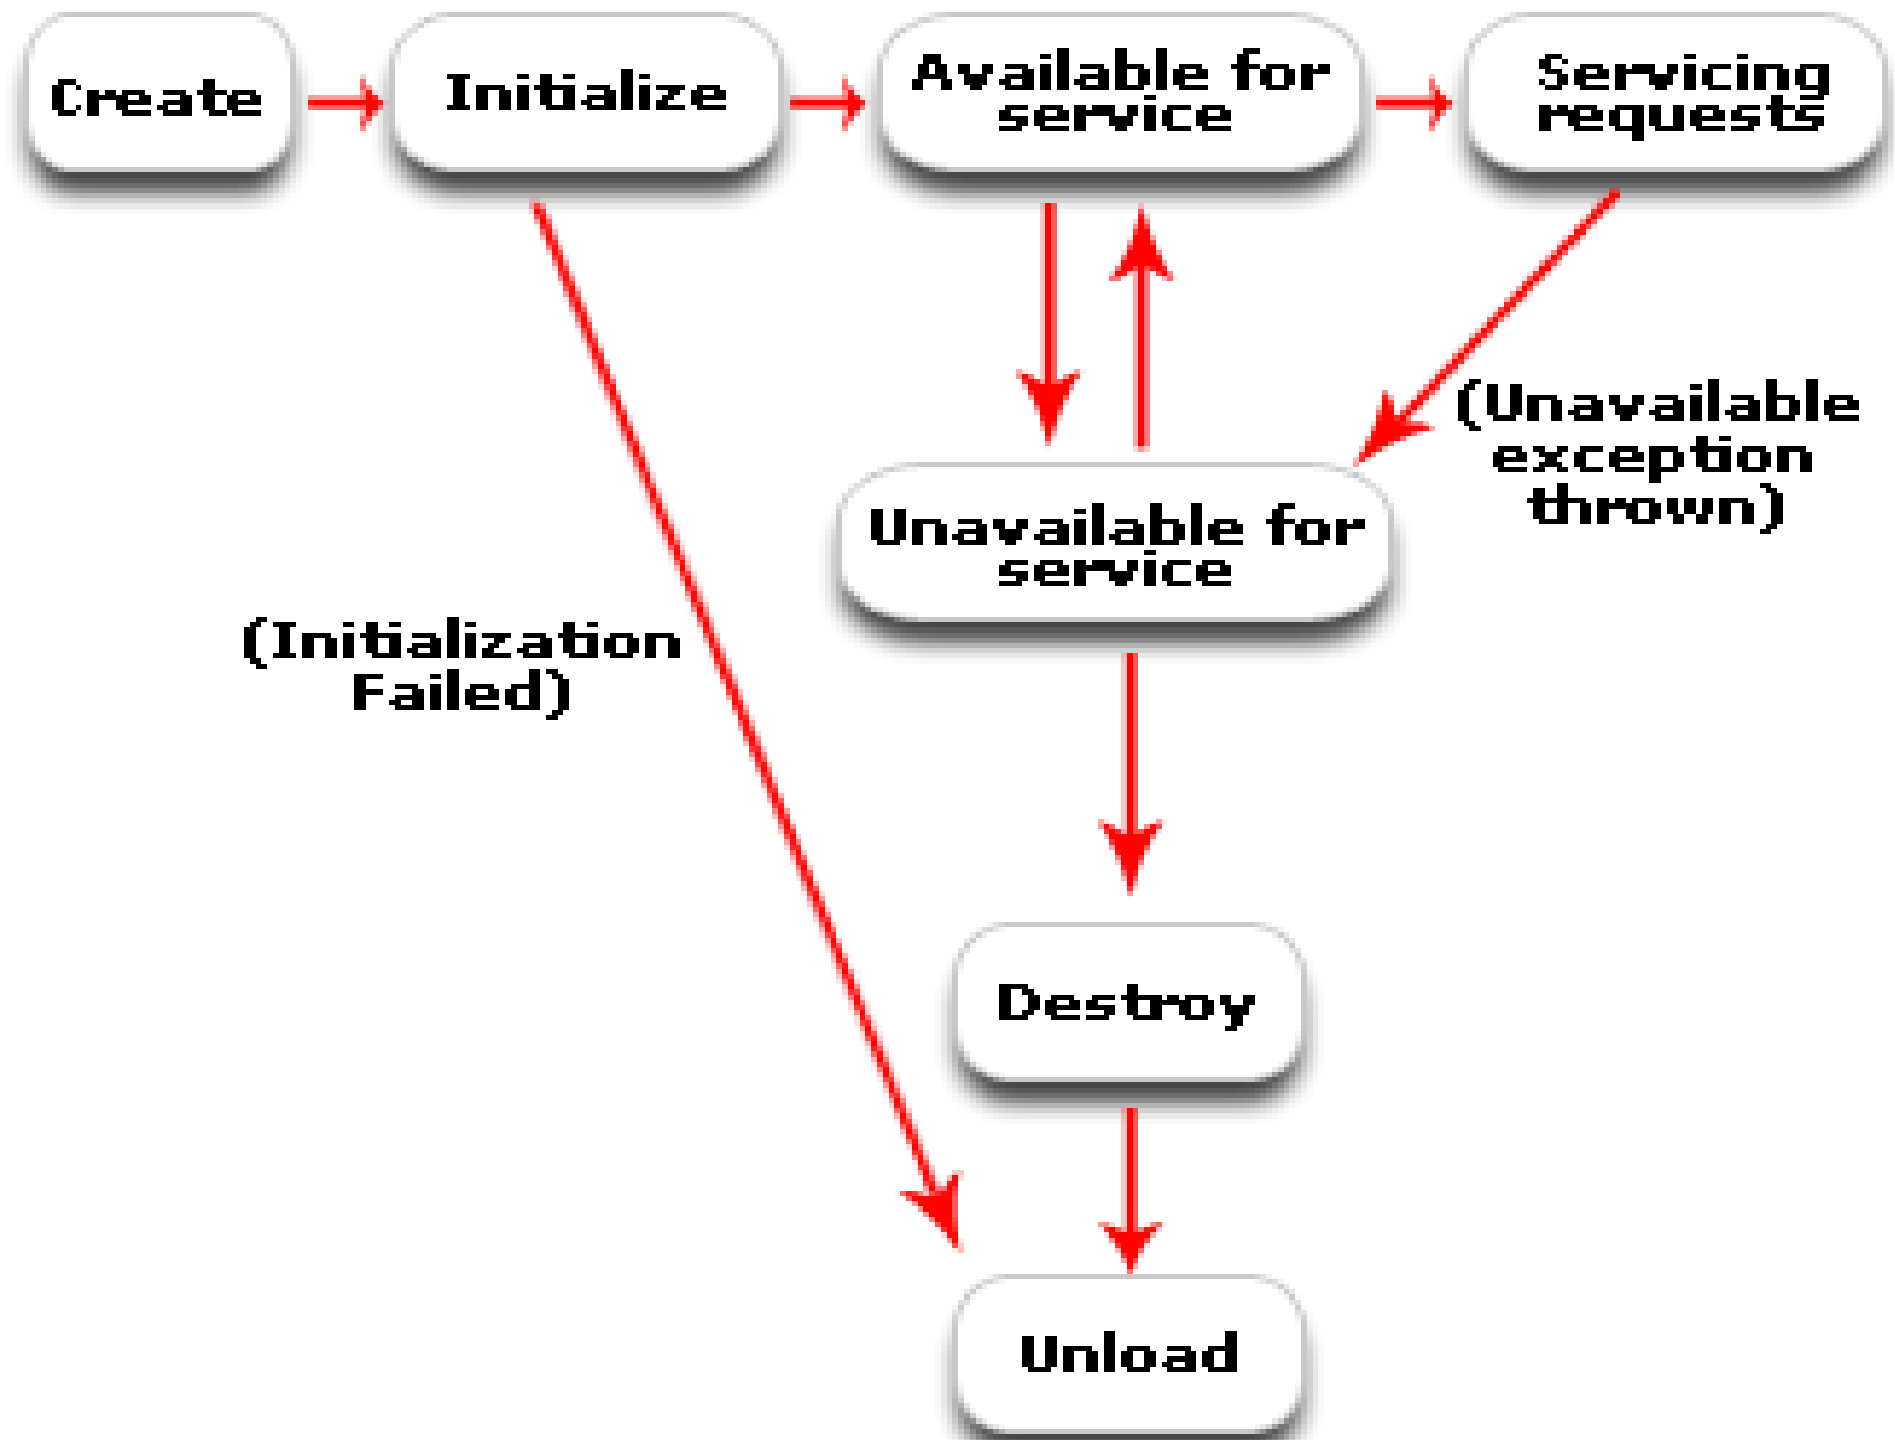 Create
Initialize
Available for
service
Servicing
requests
(Unavailable
exception
thrown)
Unavailable for
service
(Initialization
Failed)
Destroy
Unload